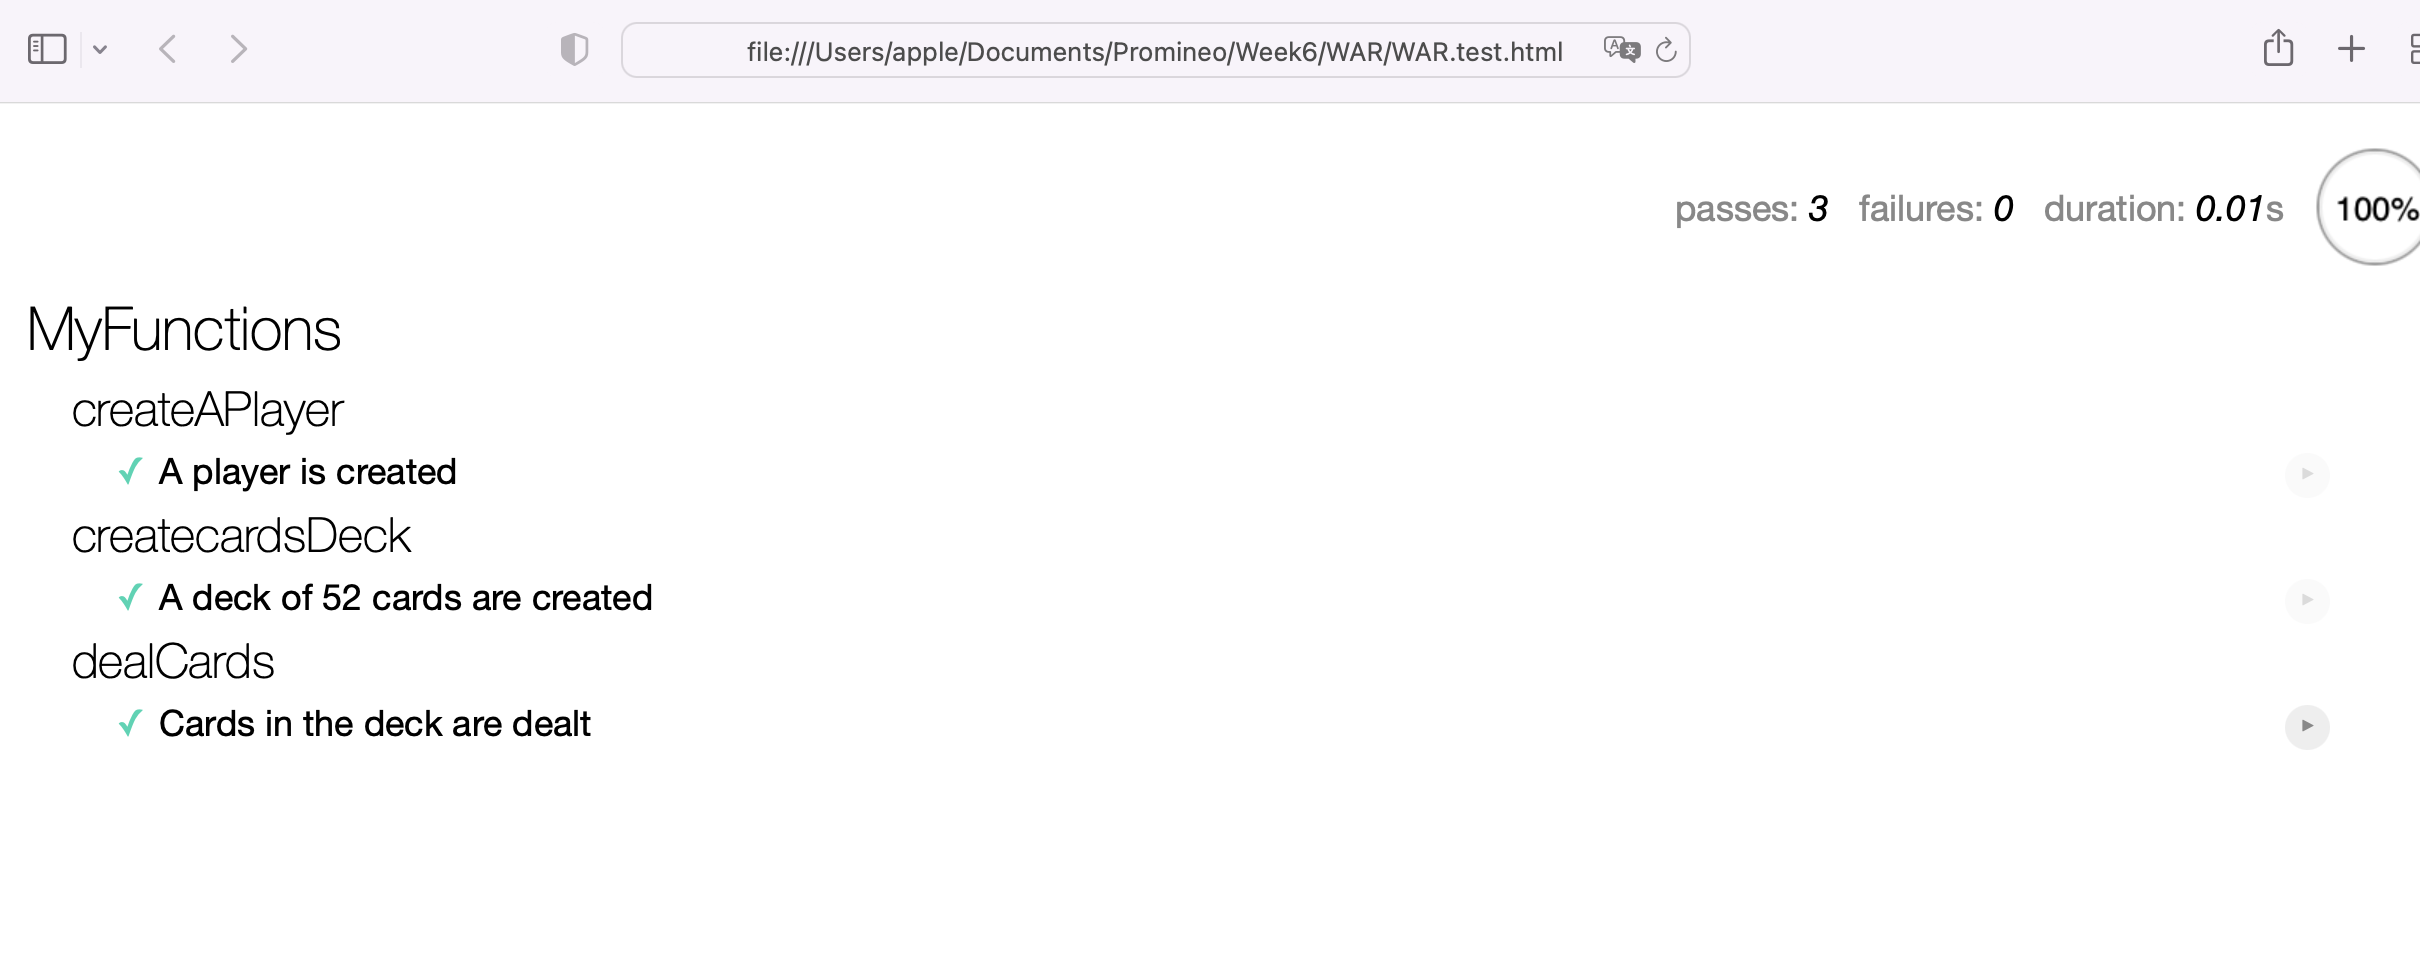 file:///Users/apple/Documents/Promineo/Week6/WAR/WAR.test.html
passes: 3 failures: 0 duration: 0.01s 100%
MyFunctions
createAPlayer
✓ A player is created
createcardsDeck
✓ A deck of 52 cards are created
dealCards
✓ Cards in the deck are dealt